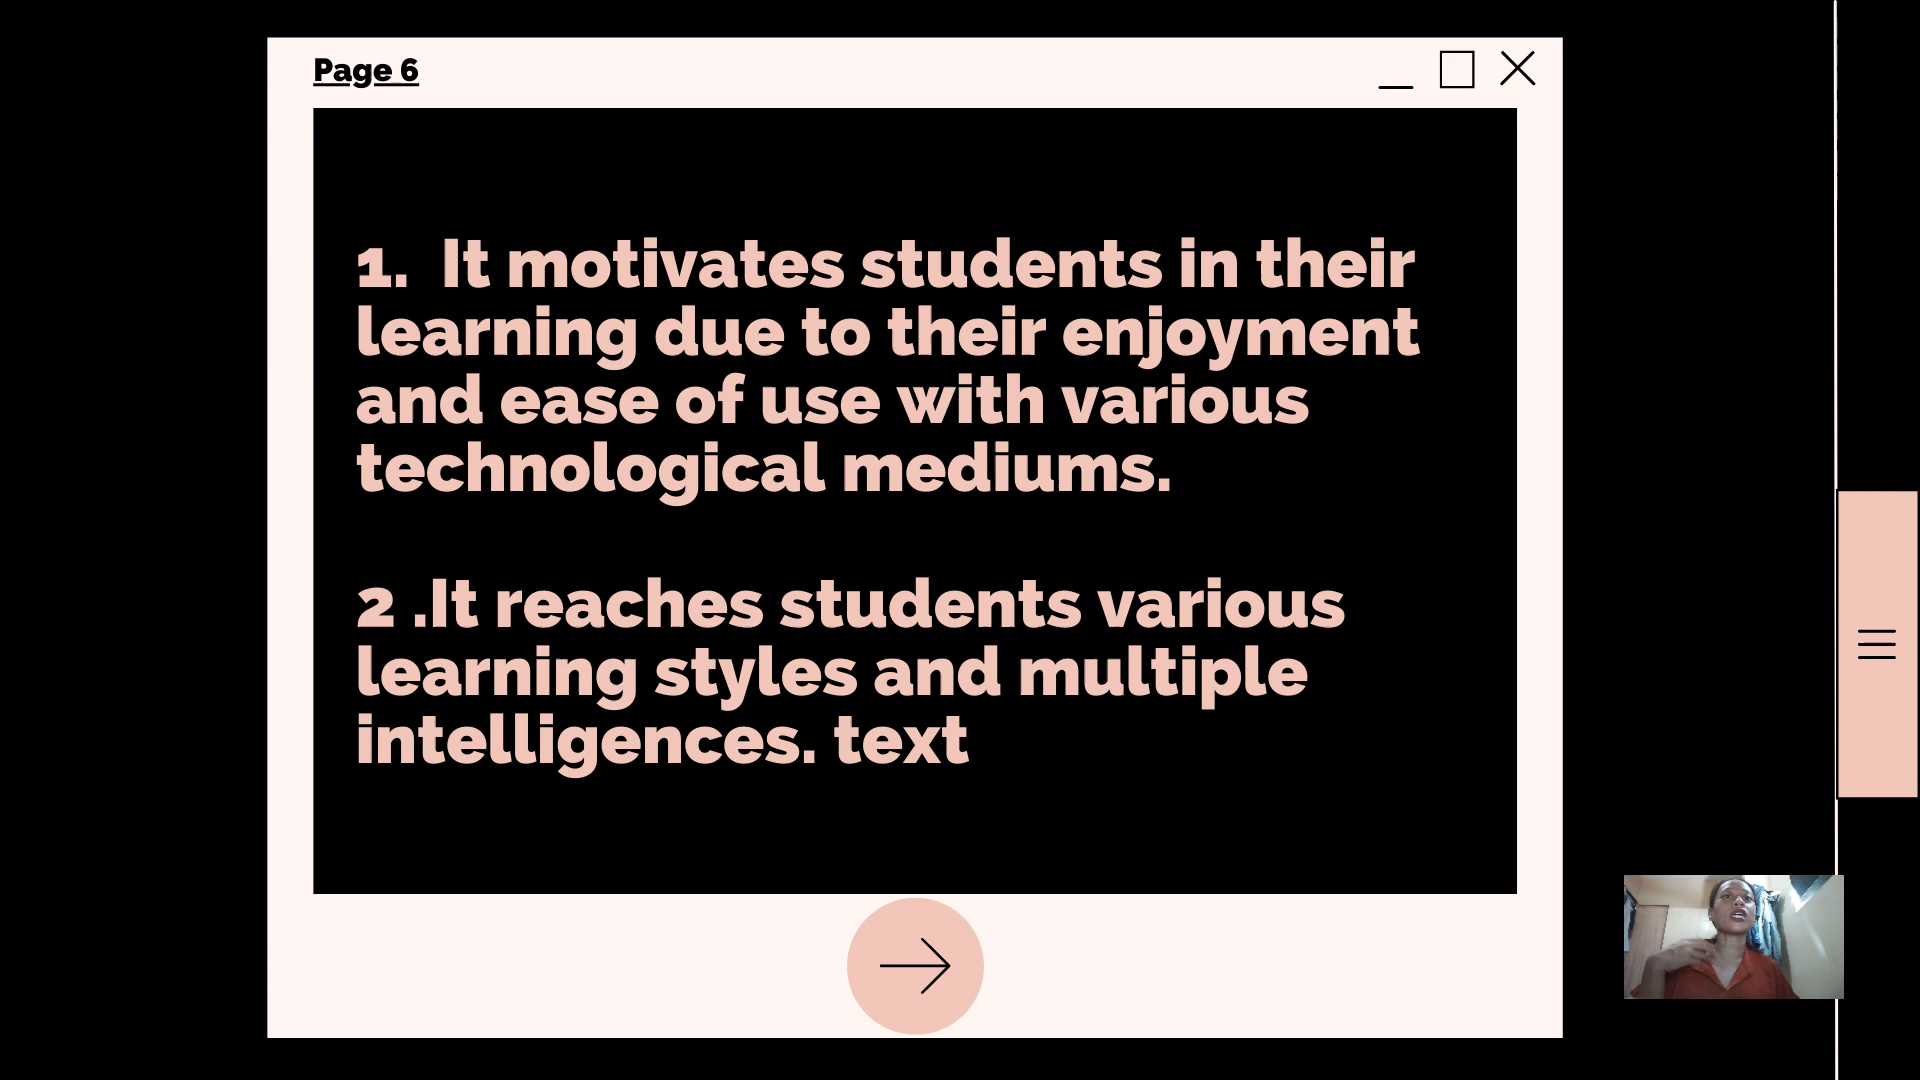 Page 6
1. It motivates students in their
learning due to their enjoyment
and ease of use with various
technological mediums.
2 .It reaches students various
learning styles and multiple
intelligences. text